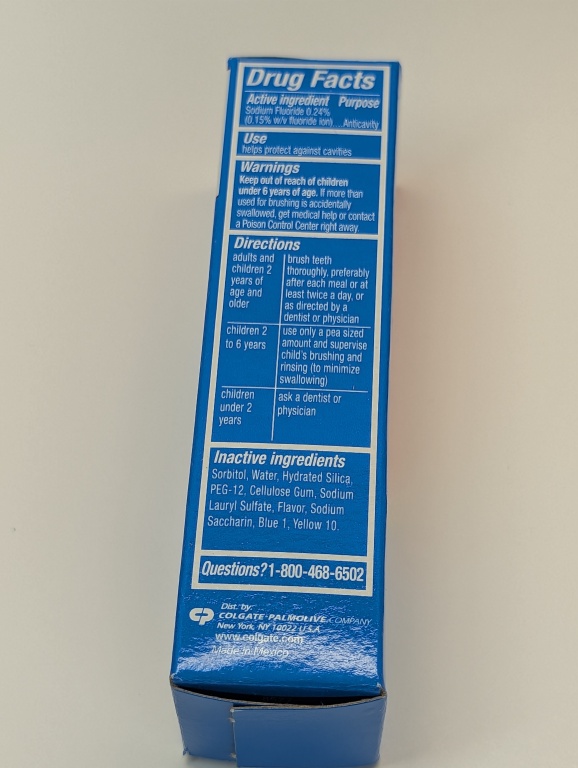 Drug Facts
Active ingredient Purpose
Sodium Fluoride 0.24%
(0.15% w/v fluoride ion) Anticavity
Use
helps protect against cavities
Warnings
Keep out of reach of children
under 6 years of age. If more than
used for brushing is accidentally
swallowed, get medical help or contact
a Poison Control Center right away.
Directions
adults and
children 2
years of
age and
older
brush teeth
thoroughly, preferably
after each meal or at
least twice a day, or
as directed by a
dentist or physician
children 2
to 6 years
use only a pea sized
amount and supervise
child's brushing and
rinsing (to minimize
swallowing)
children
under 2
years
ask a dentist or
physician
Inactive ingredients
Sorbitol, Water, Hydrated Silica,
PEG-12, Cellulose Gum, Sodium
Lauryl Sulfate, Flavor, Sodium
Saccharin, Blue 1, Yellow 10.
Questions? 1-800-468-6502
CP
Dist. by:
COLGATE-PALMOLIVE COMPANY
New York, NY 10022 U.S.A.
www.colgate.com
Made in Mexico